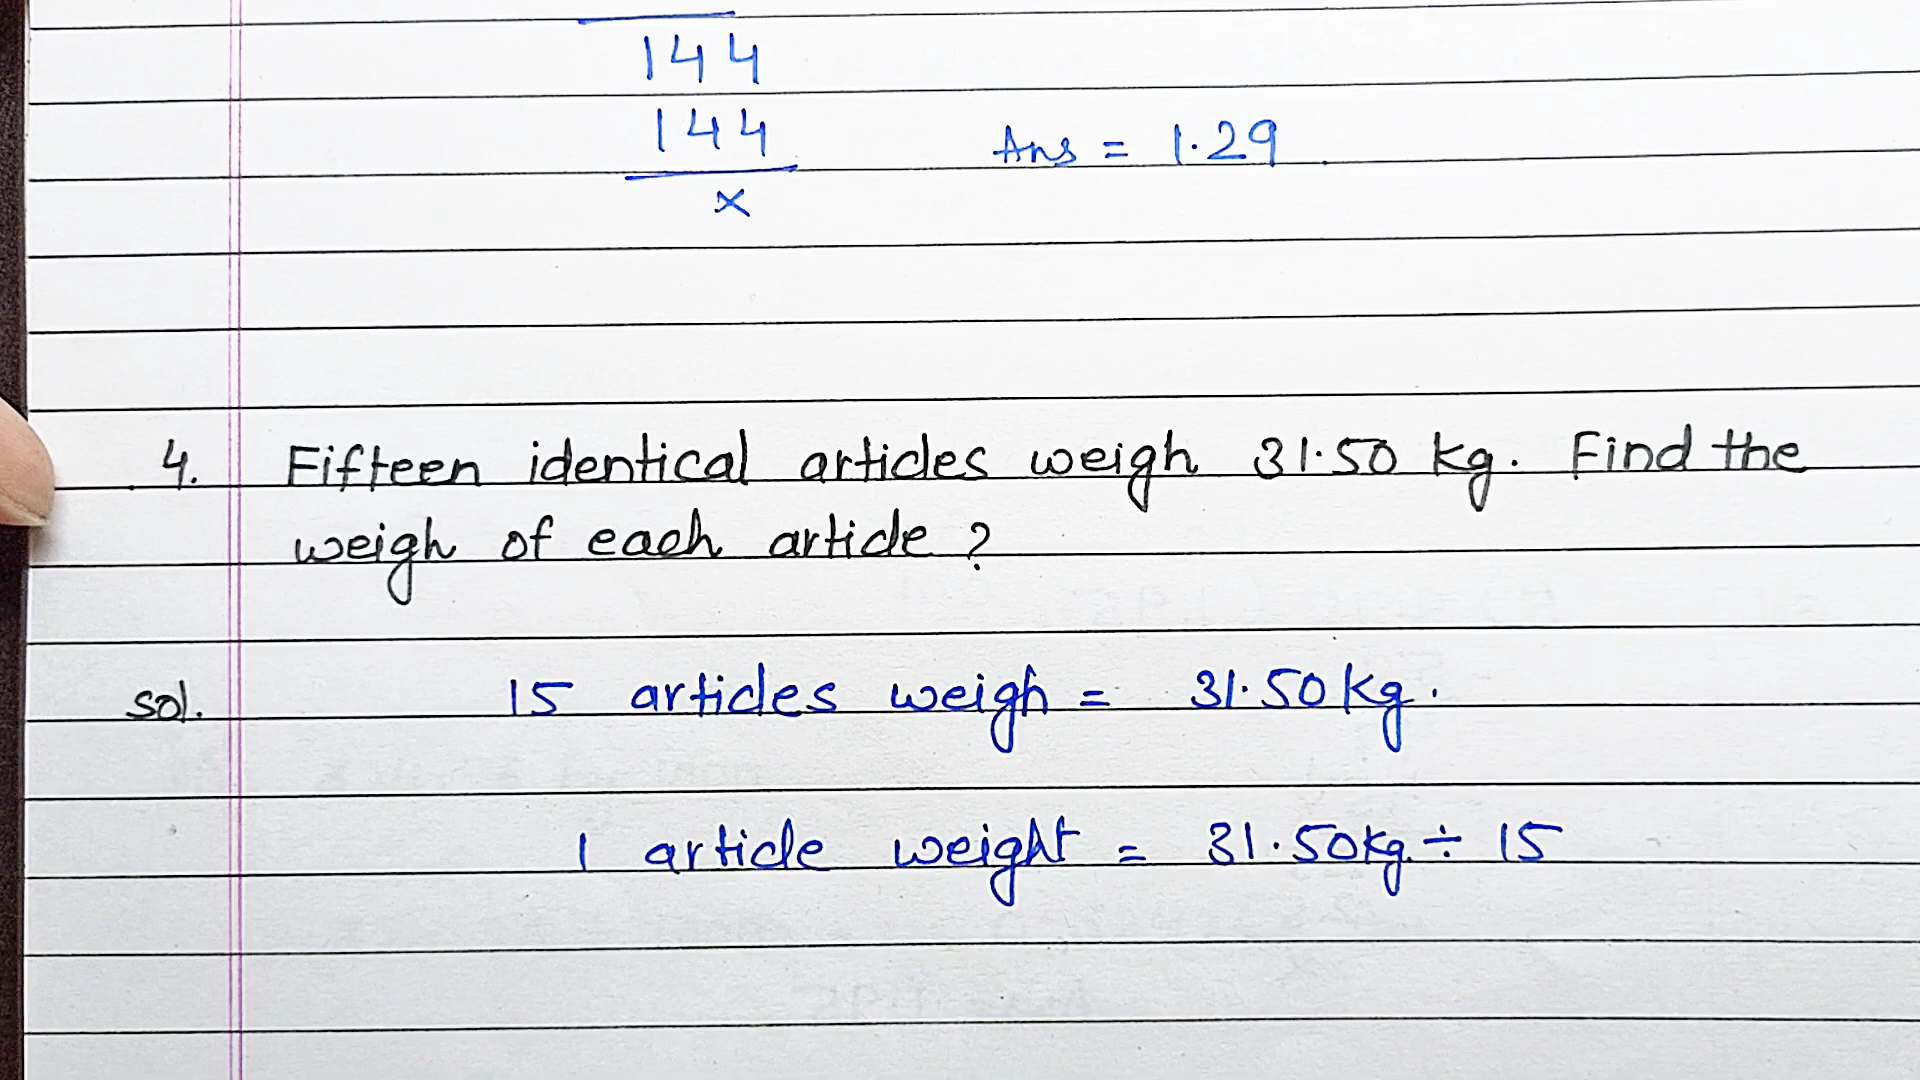 144
144 Ans = 1.29
x
4. Fifteen identical articles weigh 31.50 kg. Find the
weigh of each article ?
sol. 15 articles weigh = 31.50 kg.
1 article weight = 31.50kg. ÷ 15